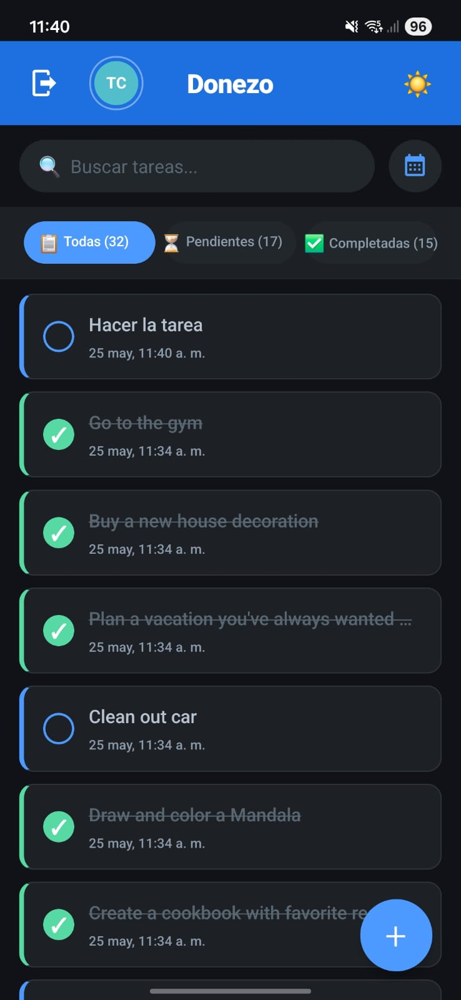 11:40
5
96
TC
Donezo
Buscar tareas...
Todas (32)
Pendientes (17)
Completadas (15)
Hacer la tarea
25 may, 11:40 a. m.
Go to the gym
25 may, 11:34 a. m.
Buy a new house decoration
25 may, 11:34 a. m.
Plan a vacation you've always wanted ...
25 may, 11:34 a. m.
Clean out car
25 may, 11:34 a. m.
Draw and color a Mandala
25 may, 11:34 a. m.
Create a cookbook with favorite re
25 may, 11:34 a. m.
+